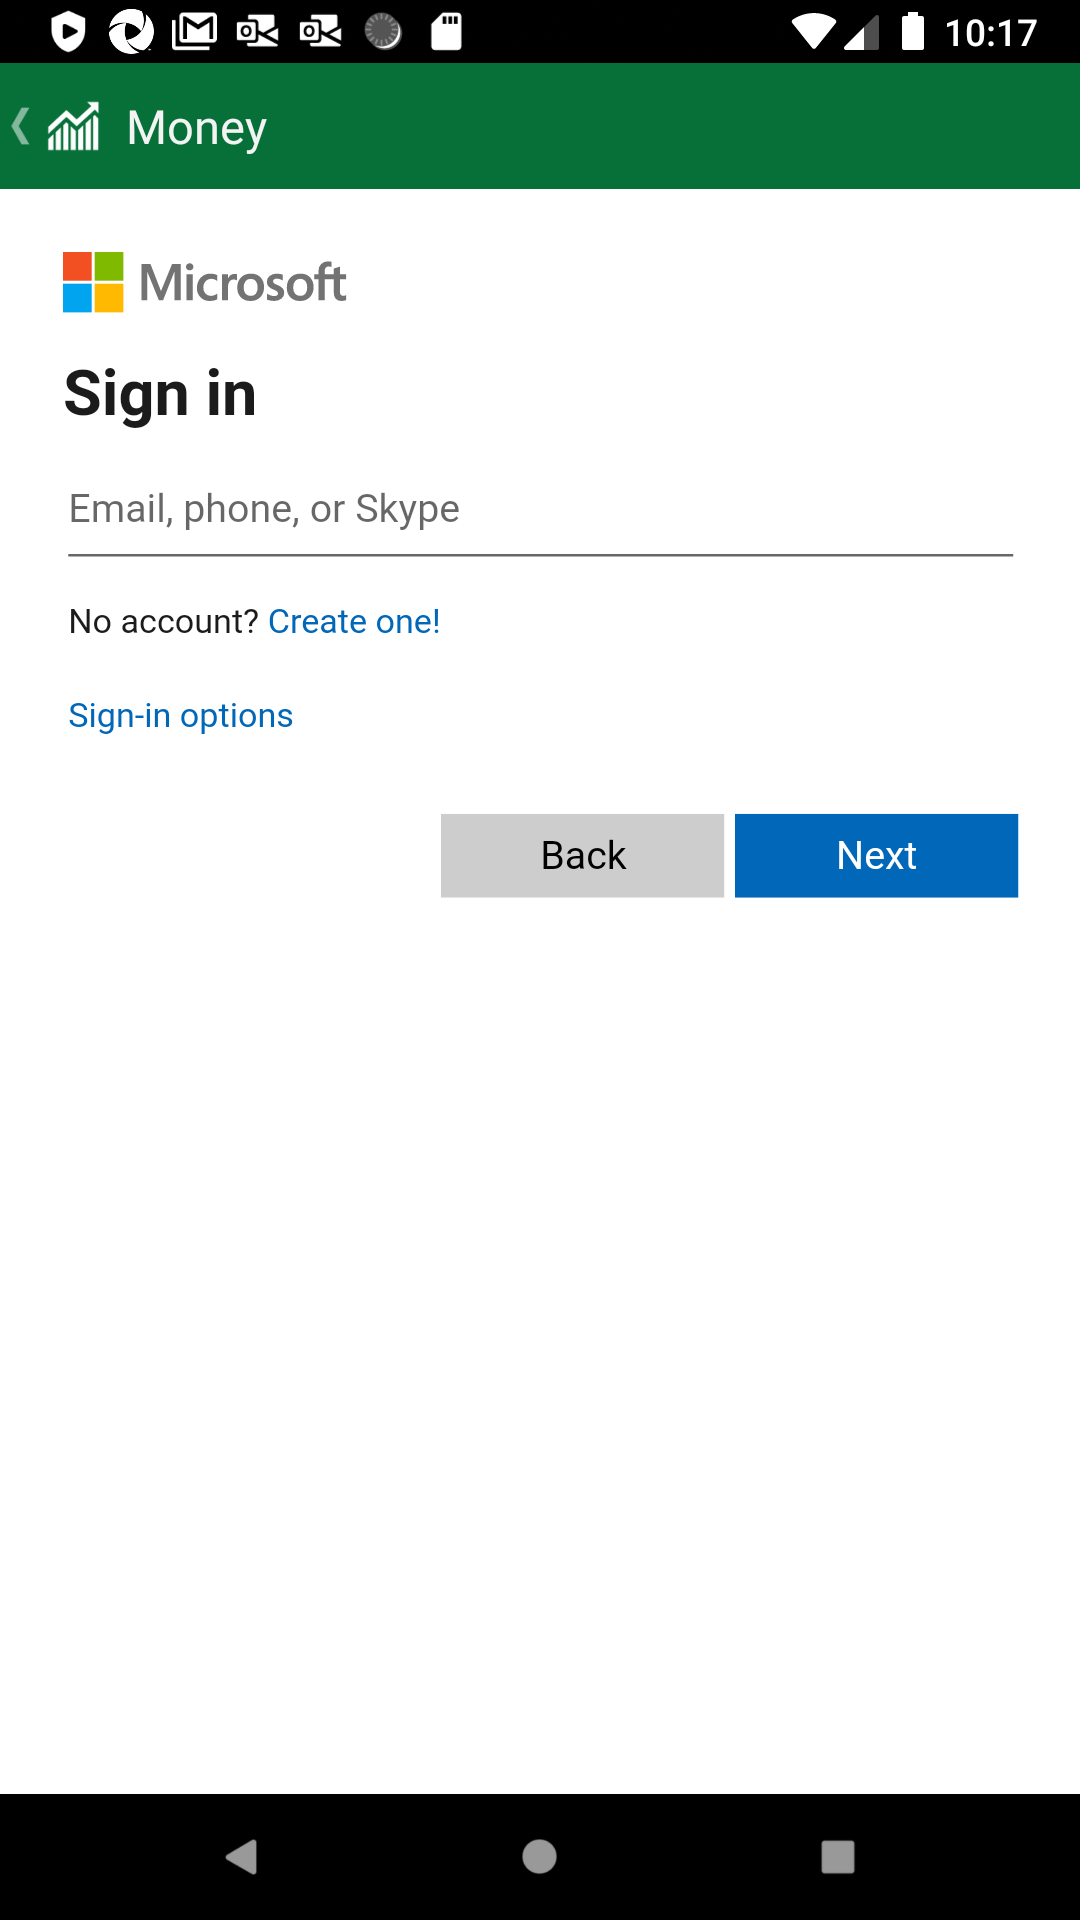 10:17
Money
Microsoft
Sign in
Email, phone, or Skype
No account? Create one!
Sign-in options
Back Next